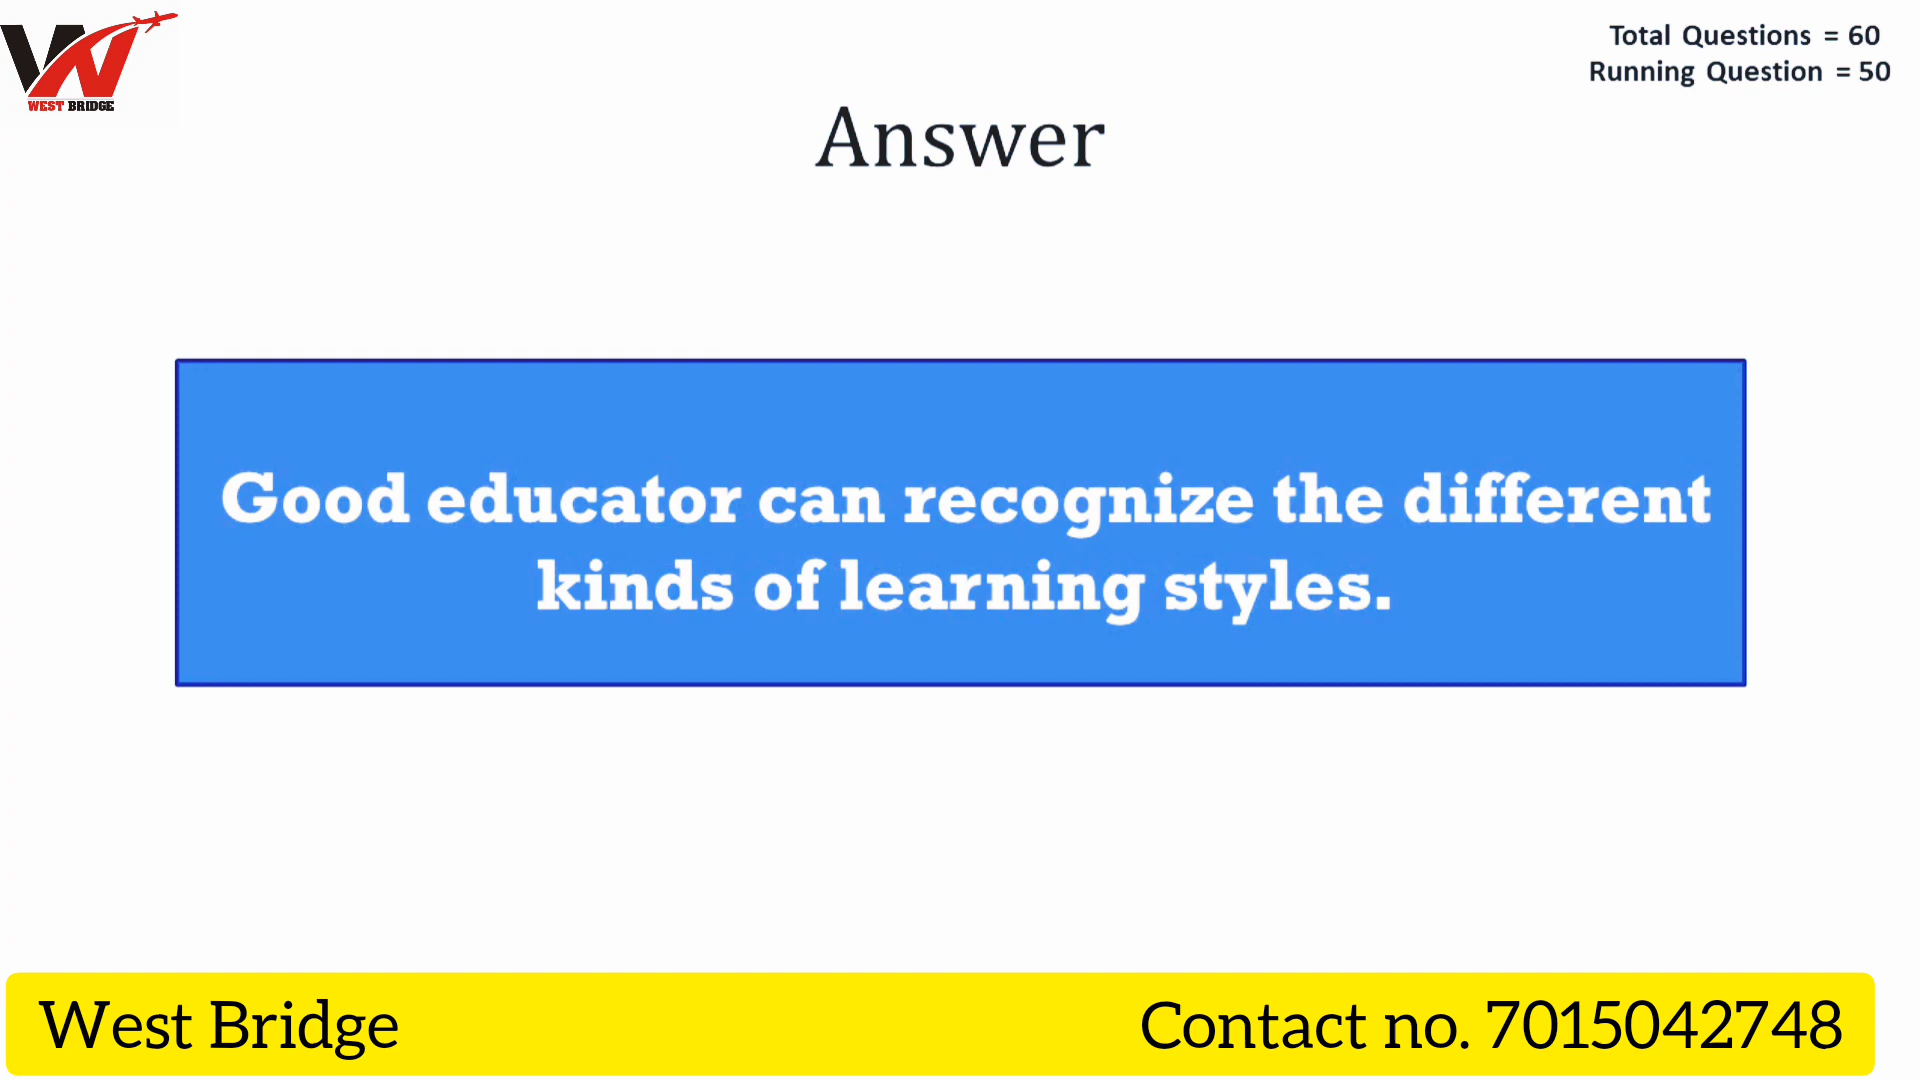 WEST BRIDGE
Total Questions = 60
Running Question = 50
Answer
Good educator can recognize the different
kinds of learning styles.
West Bridge
Contact no. 7015042748